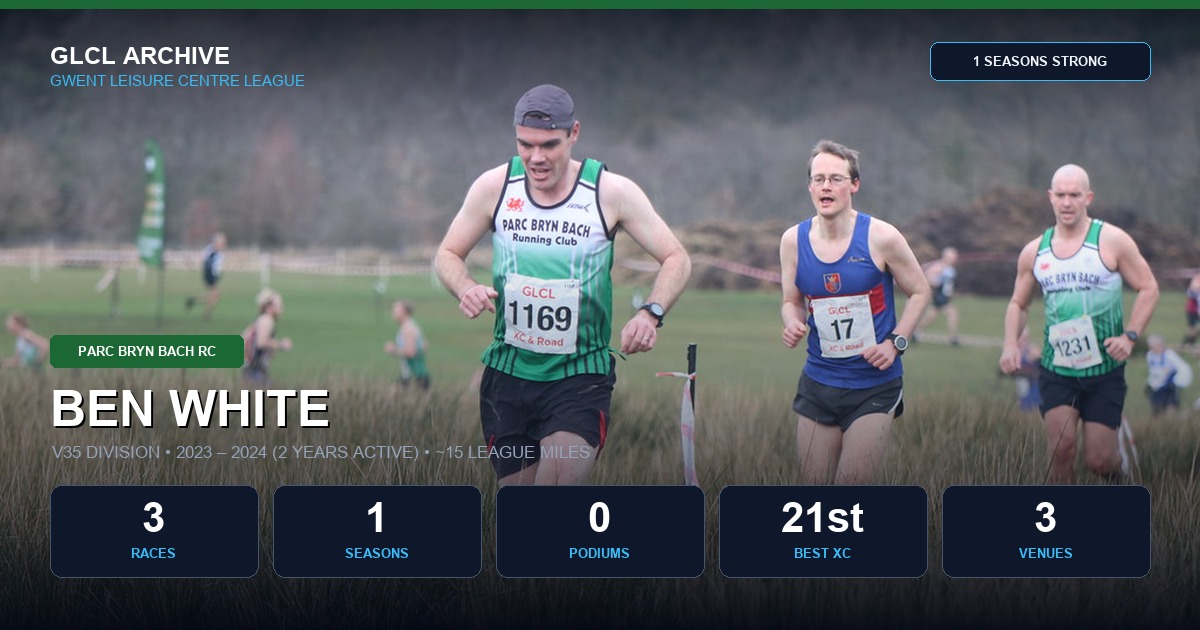 GLCL ARCHIVE
GWENT LEISURE CENTRE LEAGUE
1 SEASONS STRONG
PARC BRYN BACH
Running Club
GLCL
1169
XC & Road
GLCL
17
XC & Road
PARC BRYN BACH
Running Club
GLCL
1231
PARC BRYN BACH RC
BEN WHITE
V35 DIVISION • 2023 – 2024 (2 YEARS ACTIVE) • ~15 LEAGUE MILES
3
RACES
1
SEASONS
0
PODIUMS
21st
BEST XC
3
VENUES